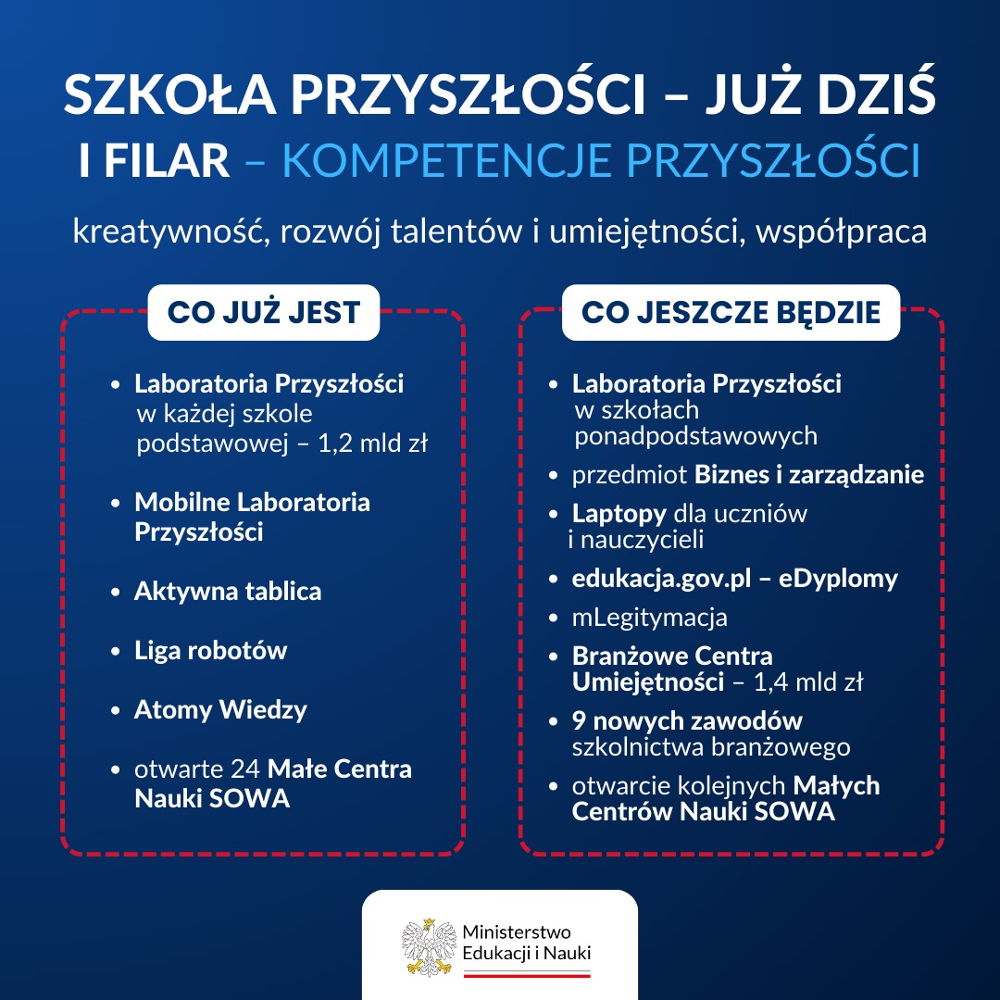 SZKOŁA PRZYSZŁOŚCI – JUŻ DZIŚ
I FILAR – KOMPETENCJE PRZYSZŁOŚCI
kreatywność, rozwój talentów i umiejętności, współpraca
CO JUŻ JEST
• Laboratoria Przyszłości
w każdej szkole
podstawowej – 1,2 mld zł
• Mobilne Laboratoria
Przyszłości
• Aktywna tablica
• Liga robotów
• Atomy Wiedzy
• otwarte 24 Małe Centra
Nauki SOWA
CO JESZCZE BĘDZIE
• Laboratoria Przyszłości
w szkołach
ponadpodstawowych
• przedmiot Biznes i zarządzanie
• Laptopy dla uczniów
i nauczycieli
• edukacja.gov.pl – eDyplomy
• mLegitymacja
• Branżowe Centra
Umiejętności – 1,4 mld zł
• 9 nowych zawodów
szkolnictwa branżowego
• otwarcie kolejnych Małych
Centrów Nauki SOWA
Ministerstwo
Edukacji i Nauki